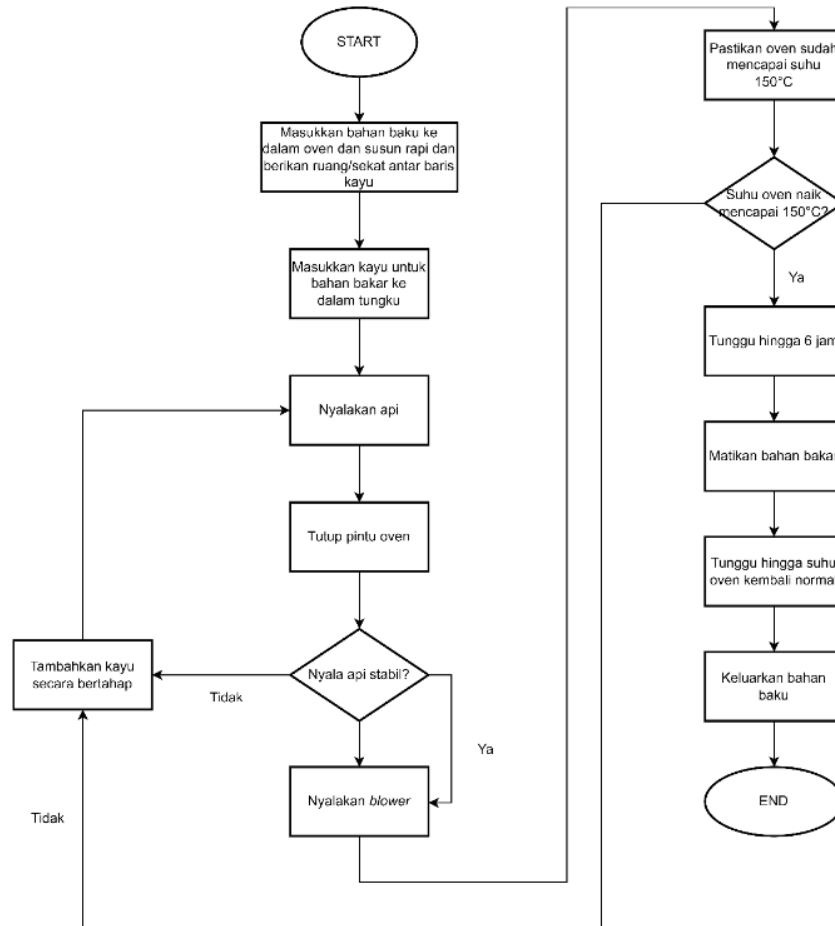 START
Masukkan bahan baku ke
dalam oven dan susun rapi dan
berikan ruang/sekat antar baris
kayu
Masukkan kayu untuk
bahan bakar ke
dalam tungku
Nyalakan api
Tutup pintu oven
Nyala api stabil?
Tidak
Tambahkan kayu
secara bertahap
Ya
Nyalakan blower
Tidak
Pastikan oven sudah
mencapai suhu
150°C
Suhu oven naik
mencapai 150°C?
Ya
Tunggu hingga 6 jam
Matikan bahan bakar
Tunggu hingga suhu
oven kembali normal
Keluarkan bahan
baku
END